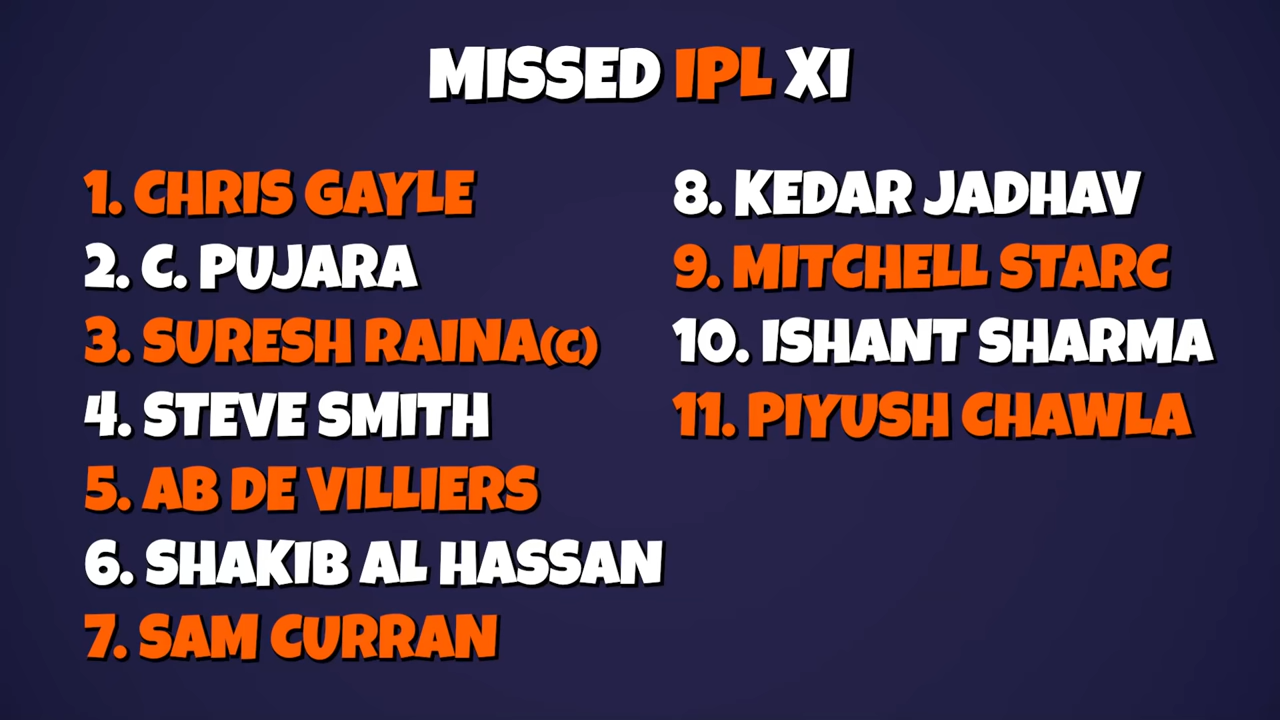 MISSED IPL XI
1. CHRIS GAYLE
2. C. PUJARA
3. SURESH RAINA(C)
4. STEVE SMITH
5. AB DE VILLIERS
6. SHAKIB AL HASSAN
7. SAM CURRAN
8. KEDAR JADHAV
9. MITCHELL STARC
10. ISHANT SHARMA
11. PIYUSH CHAWLA